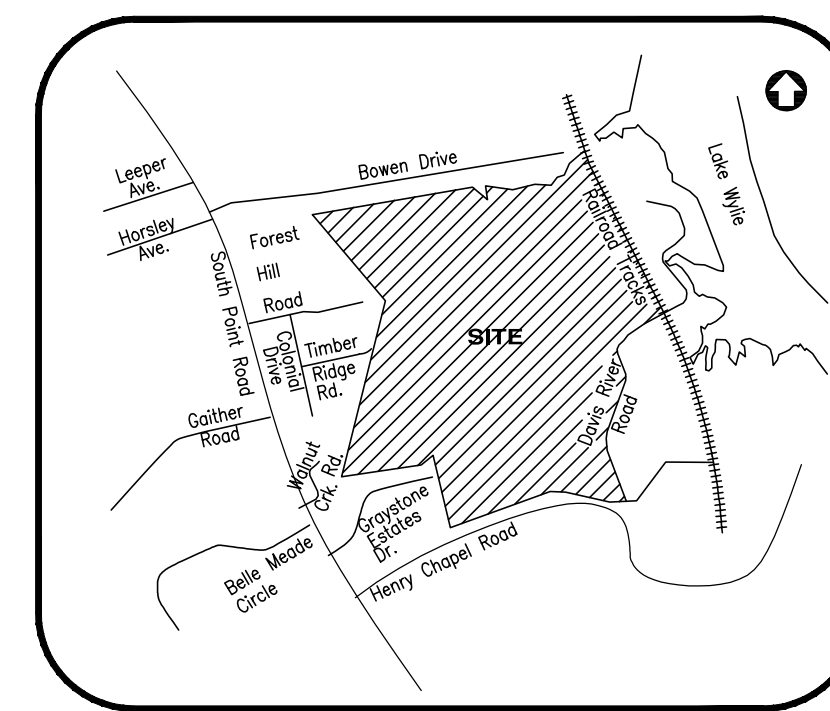 Leeper
Ave.
Bowen Drive
Lake Wylie
Horsley
Ave.
Forest
Hill
Road
South Point Road
Railroad Tracks
Colonial
Drive
Timber
Ridge
Rd.
SITE
Davis River
Road
Gaither
Road
Walnut
Crk. Rd.
Graystone
Estates
Dr.
Henry Chapel Road
Belle Meade
Circle